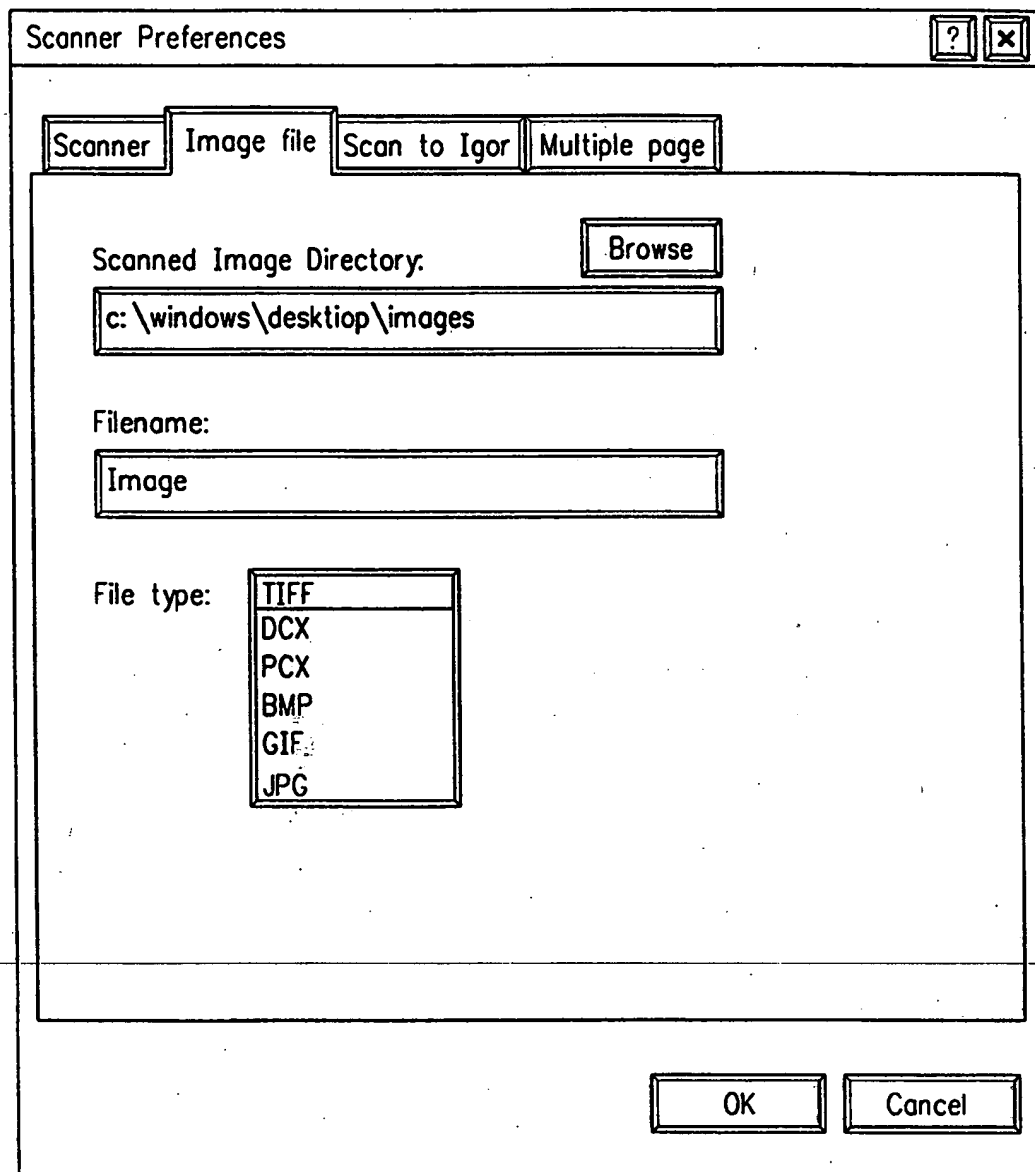 Scanner Preferences ? ×
Scanner Image file Scan to Igor Multiple page
Scanned Image Directory: Browse
c:\windows\desktiop\images
Filename:
Image
File type: TIFF
DCX
PCX
BMP
GIF
JPG
OK Cancel